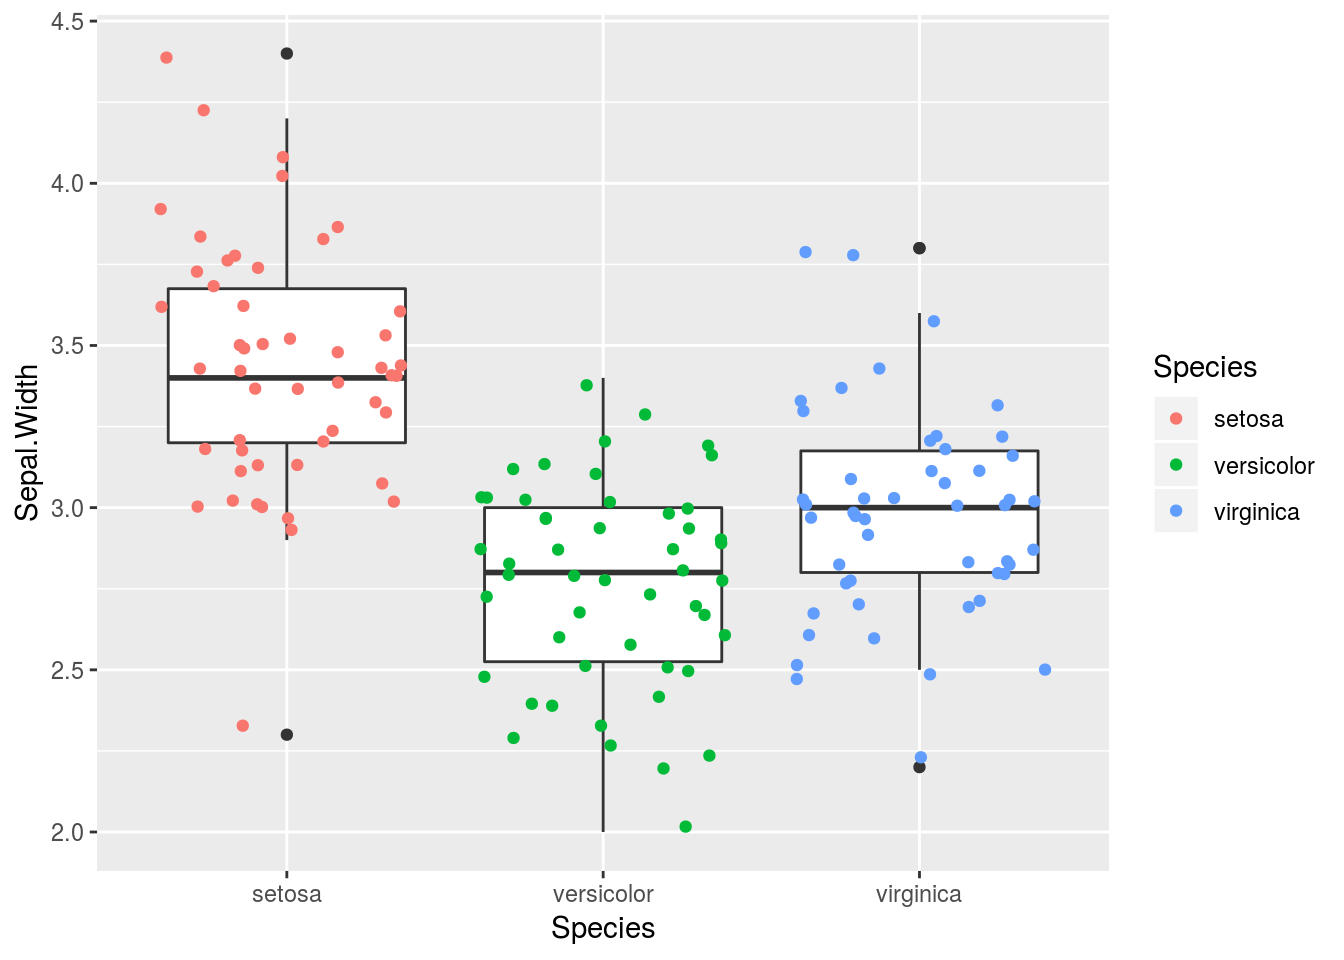 4.5
4.0
3.5
3.0
2.5
2.0
Sepal.Width
setosa
versicolor
virginica
Species
Species
setosa
versicolor
virginica